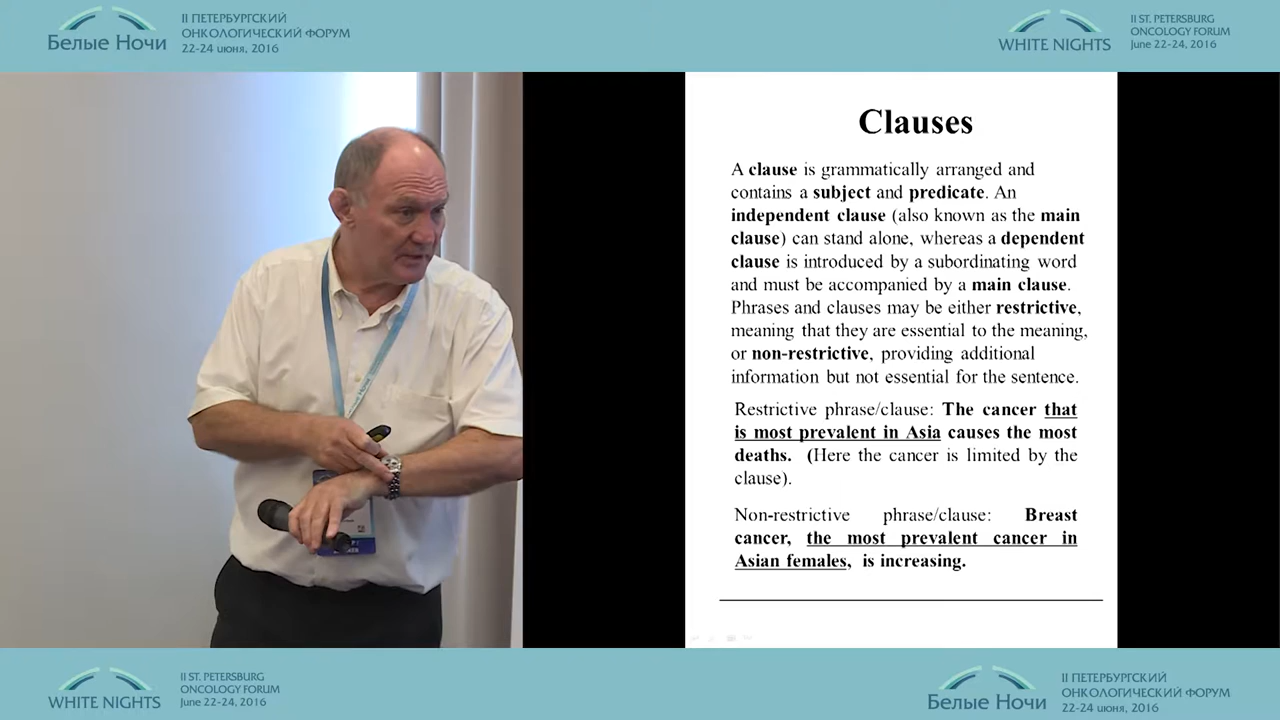 Белые Ночи
II ПЕТЕРБУРГСКИЙ
ОНКОЛОГИЧЕСКИЙ ФОРУМ
22-24 июня, 2016
WHITE NIGHTS
II ST. PETERSBURG
ONCOLOGY FORUM
June 22-24, 2016
Clauses
A clause is grammatically arranged and
contains a subject and predicate. An
independent clause (also known as the main
clause) can stand alone, whereas a dependent
clause is introduced by a subordinating word
and must be accompanied by a main clause.
Phrases and clauses may be either restrictive,
meaning that they are essential to the meaning,
or non-restrictive, providing additional
information but not essential for the sentence.
Restrictive phrase/clause: The cancer that
is most prevalent in Asia causes the most
deaths. (Here the cancer is limited by the
clause).
Non-restrictive phrase/clause: Breast
cancer, the most prevalent cancer in
Asian females, is increasing.
WHITE NIGHTS
II ST. PETERSBURG
ONCOLOGY FORUM
June 22-24, 2016
Белые Ночи
II ПЕТЕРБУРГСКИЙ
ОНКОЛОГИЧЕСКИЙ ФОРУМ
22-24 июня, 2016